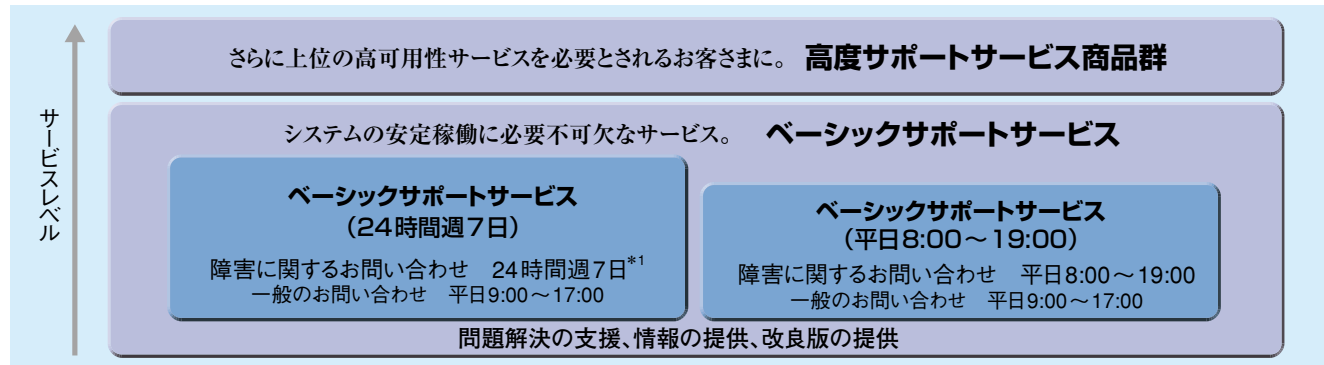 さらに上位の高可用性サービスを必要とされるお客さまに。 高度サポートサービス商品群
サービスレベル
システムの安定稼働に必要不可欠なサービス。 ベーシックサポートサービス
ベーシックサポートサービス
(24時間週7日)
障害に関するお問い合わせ 24時間週7日*1
一般のお問い合わせ 平日9:00~17:00
ベーシックサポートサービス
(平日8:00~19:00)
障害に関するお問い合わせ 平日8:00~19:00
一般のお問い合わせ 平日9:00~17:00
問題解決の支援、情報の提供、改良版の提供